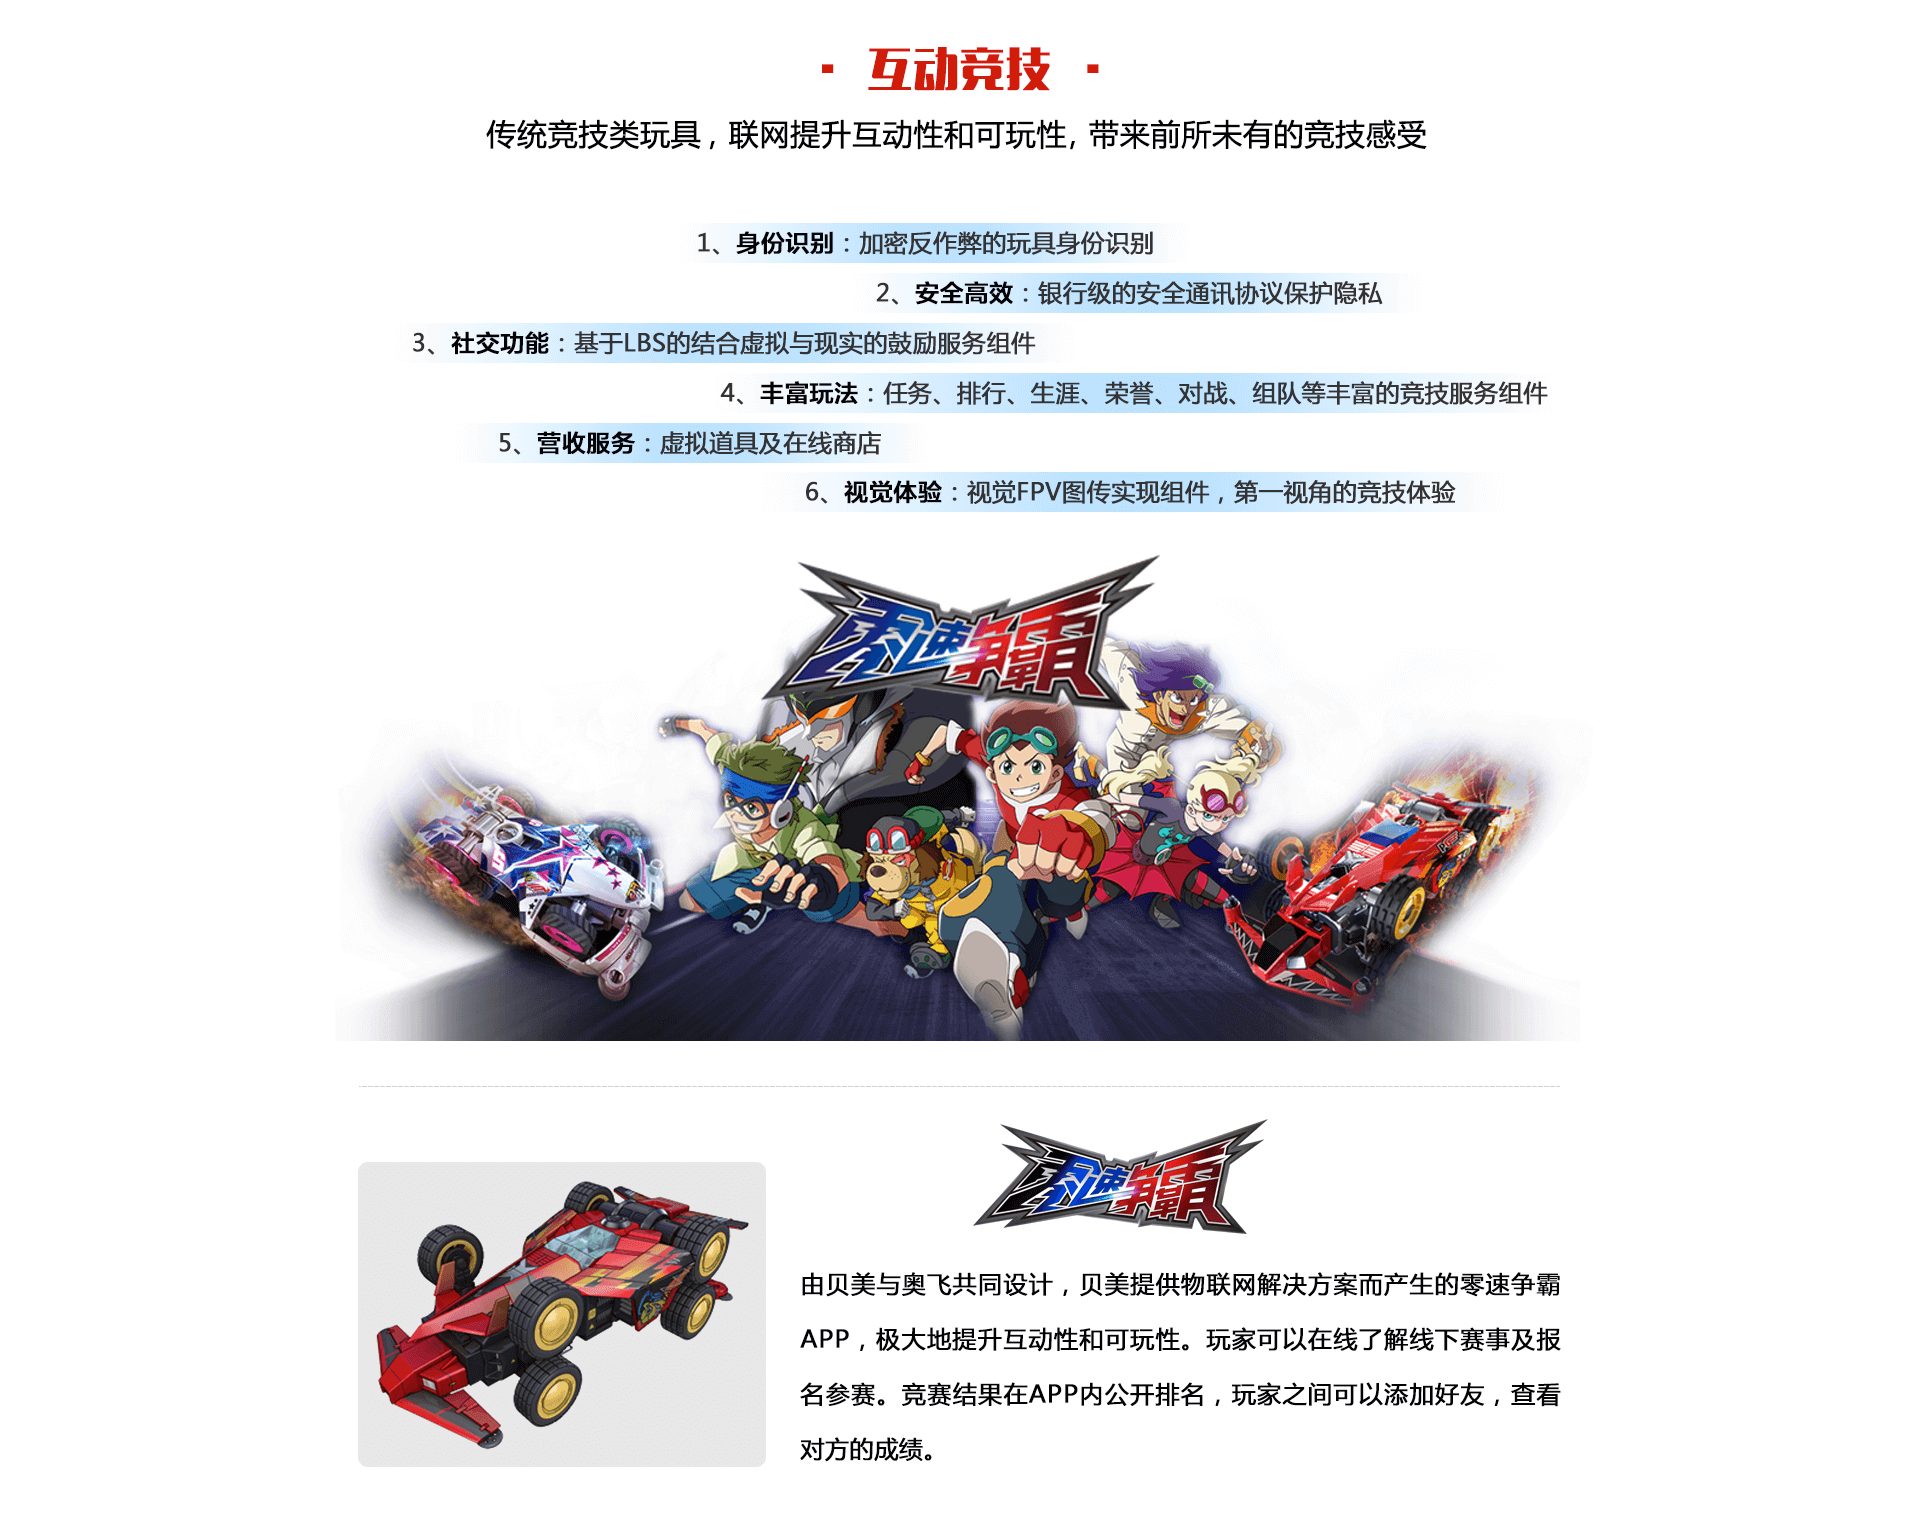 · 互动竞技 ·
传统竞技类玩具，联网提升互动性和可玩性, 带来前所未有的竞技感受
1、身份识别：加密反作弊的玩具身份识别
2、安全高效：银行级的安全通讯协议保护隐私
3、社交功能：基于LBS的结合虚拟与现实的鼓励服务组件
4、丰富玩法：任务、排行、生涯、荣誉、对战、组队等丰富的竞技服务组件
5、营收服务：虚拟道具及在线商店
6、视觉体验：视觉FPV图传实现组件，第一视角的竞技体验
零速争霸
零速争霸
由贝美与奥飞共同设计，贝美提供物联网解决方案而产生的零速争霸
APP，极大地提升互动性和可玩性。玩家可以在线了解线下赛事及报
名参赛。竞赛结果在APP内公开排名，玩家之间可以添加好友，查看
对方的成绩。